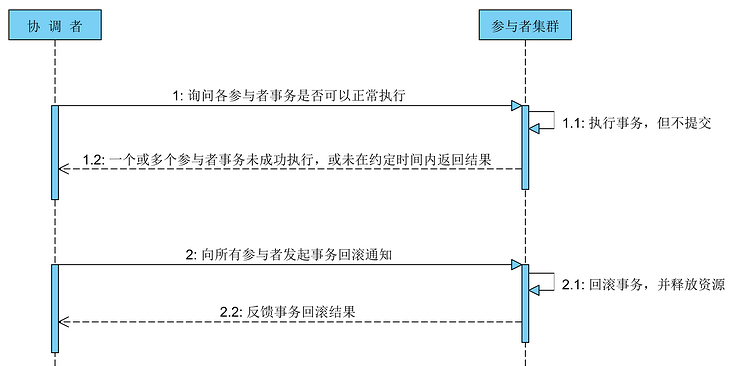 协 调 者
参与者集群
1: 询问各参与者事务是否可以正常执行
1.1: 执行事务，但不提交
1.2: 一个或多个参与者事务未成功执行，或未在约定时间内返回结果
2: 向所有参与者发起事务回滚通知
2.1: 回滚事务，并释放资源
2.2: 反馈事务回滚结果